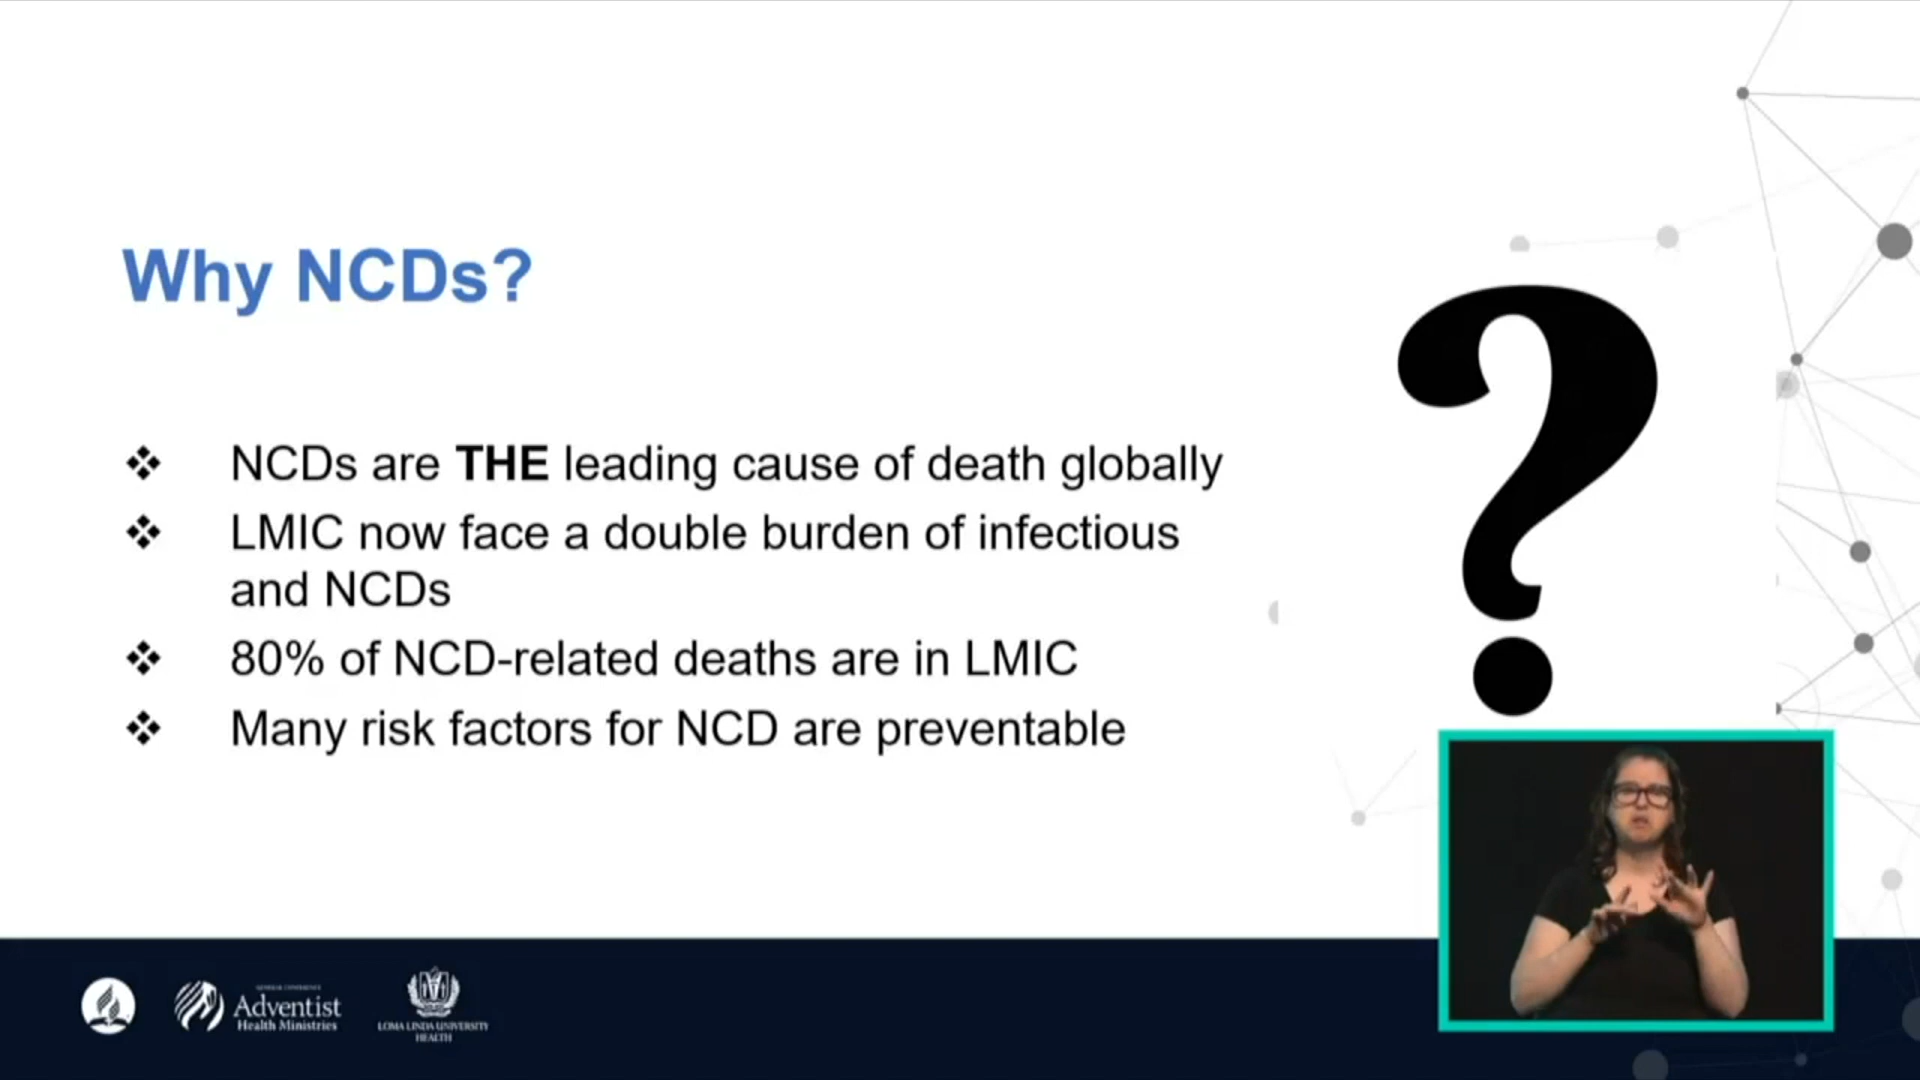 Why NCDs?
NCDs are THE leading cause of death globally
LMIC now face a double burden of infectious
and NCDs
80% of NCD-related deaths are in LMIC
Many risk factors for NCD are preventable
?
GENERAL CONFERENCE
Adventist
Health Ministries
LOMA LINDA UNIVERSITY
HEALTH